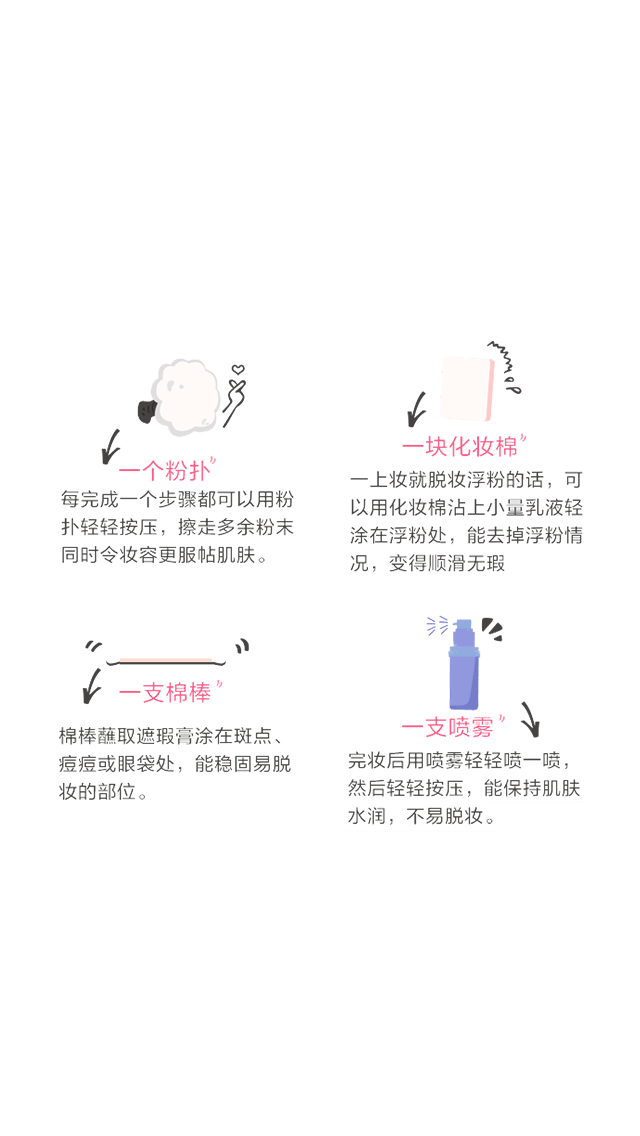 一个粉扑
每完成一个步骤都可以用粉
扑轻轻按压，擦走多余粉末
同时令妆容更服帖肌肤。
一块化妆棉
一上妆就脱妆浮粉的话，可
以用化妆棉沾上小量乳液轻
涂在浮粉处，能去掉浮粉情
况，变得顺滑无瑕
一支棉棒
棉棒蘸取遮瑕膏涂在斑点、
痘痘或眼袋处，能稳固易脱
妆的部位。
一支喷雾
完妆后用喷雾轻轻喷一喷，
然后轻轻按压，能保持肌肤
水润，不易脱妆。